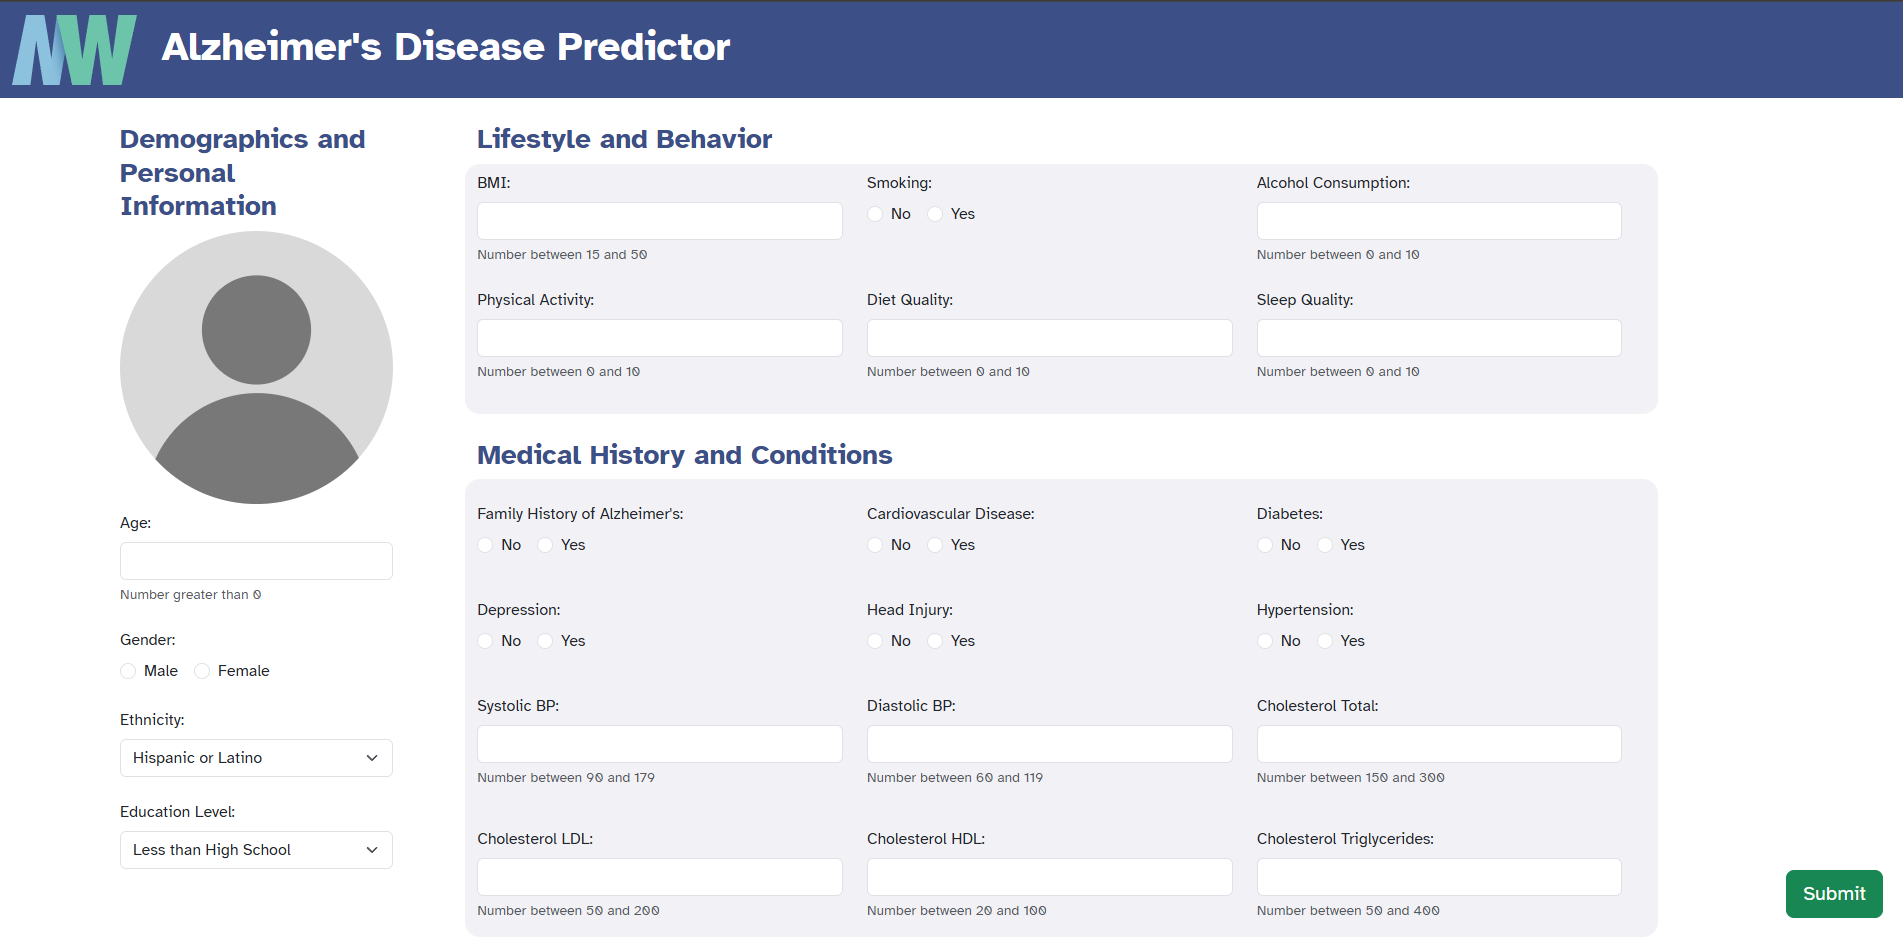 MW
Alzheimer's Disease Predictor
Demographics and
Personal
Information
Age:
Number greater than 0
Gender:
Male Female
Ethnicity:
Hispanic or Latino
Education Level:
Less than High School
Lifestyle and Behavior
BMI:
Number between 15 and 50
Smoking:
No Yes
Alcohol Consumption:
Number between 0 and 10
Physical Activity:
Number between 0 and 10
Diet Quality:
Number between 0 and 10
Sleep Quality:
Number between 0 and 10
Medical History and Conditions
Family History of Alzheimer's:
No Yes
Cardiovascular Disease:
No Yes
Diabetes:
No Yes
Depression:
No Yes
Head Injury:
No Yes
Hypertension:
No Yes
Systolic BP:
Number between 90 and 179
Diastolic BP:
Number between 60 and 119
Cholesterol Total:
Number between 150 and 300
Cholesterol LDL:
Number between 50 and 200
Cholesterol HDL:
Number between 20 and 100
Cholesterol Triglycerides:
Number between 50 and 400
Submit